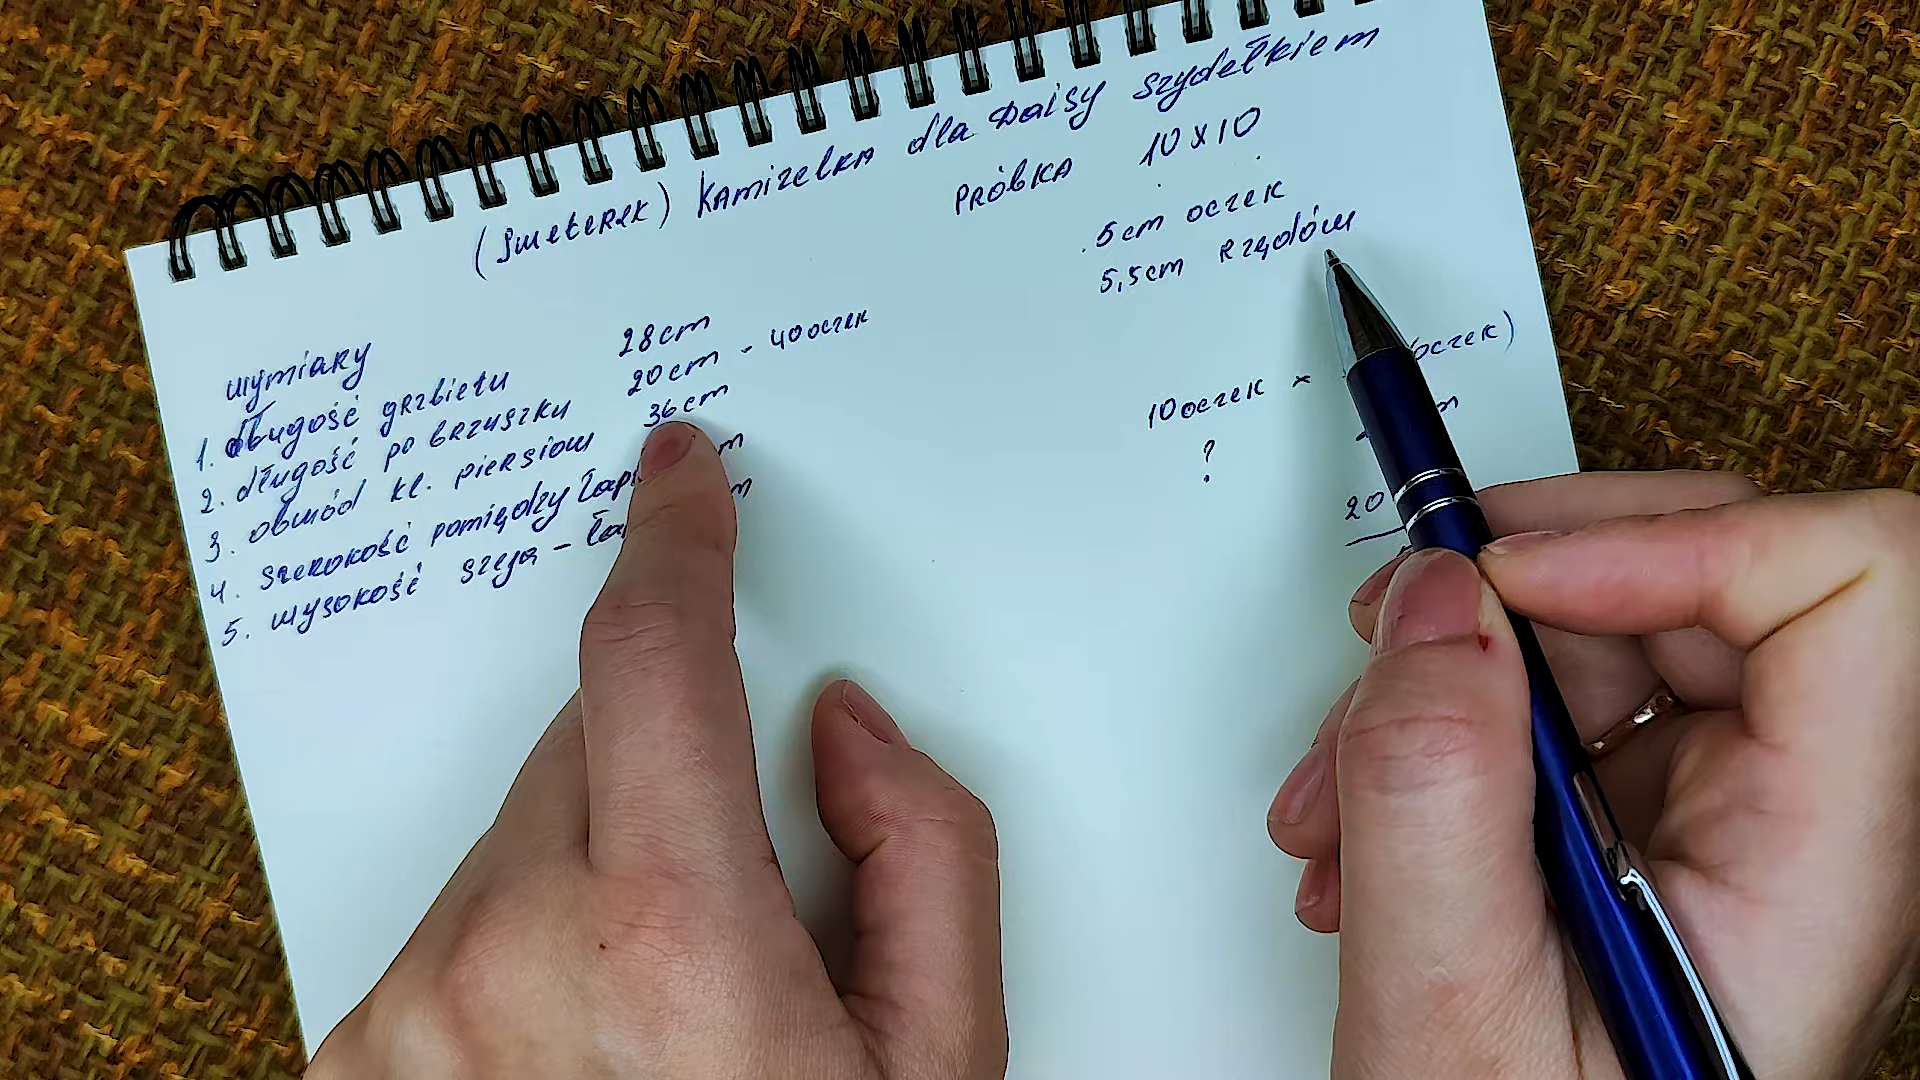 (sweterek) kamizelka dla Daisy szydełkiem
PRÓBKA 10 x 10
5cm oczek
5,5cm rzędów
wymiary
1. długość grzbietu 28cm
2. długość po brzuszku 20cm - 40 oczek
3. obwód kl. piersiow 36cm
4. szerokość pomiędzy łap m
5. wysokość szeja - ła m
10 oczek x oczek)
? m
20